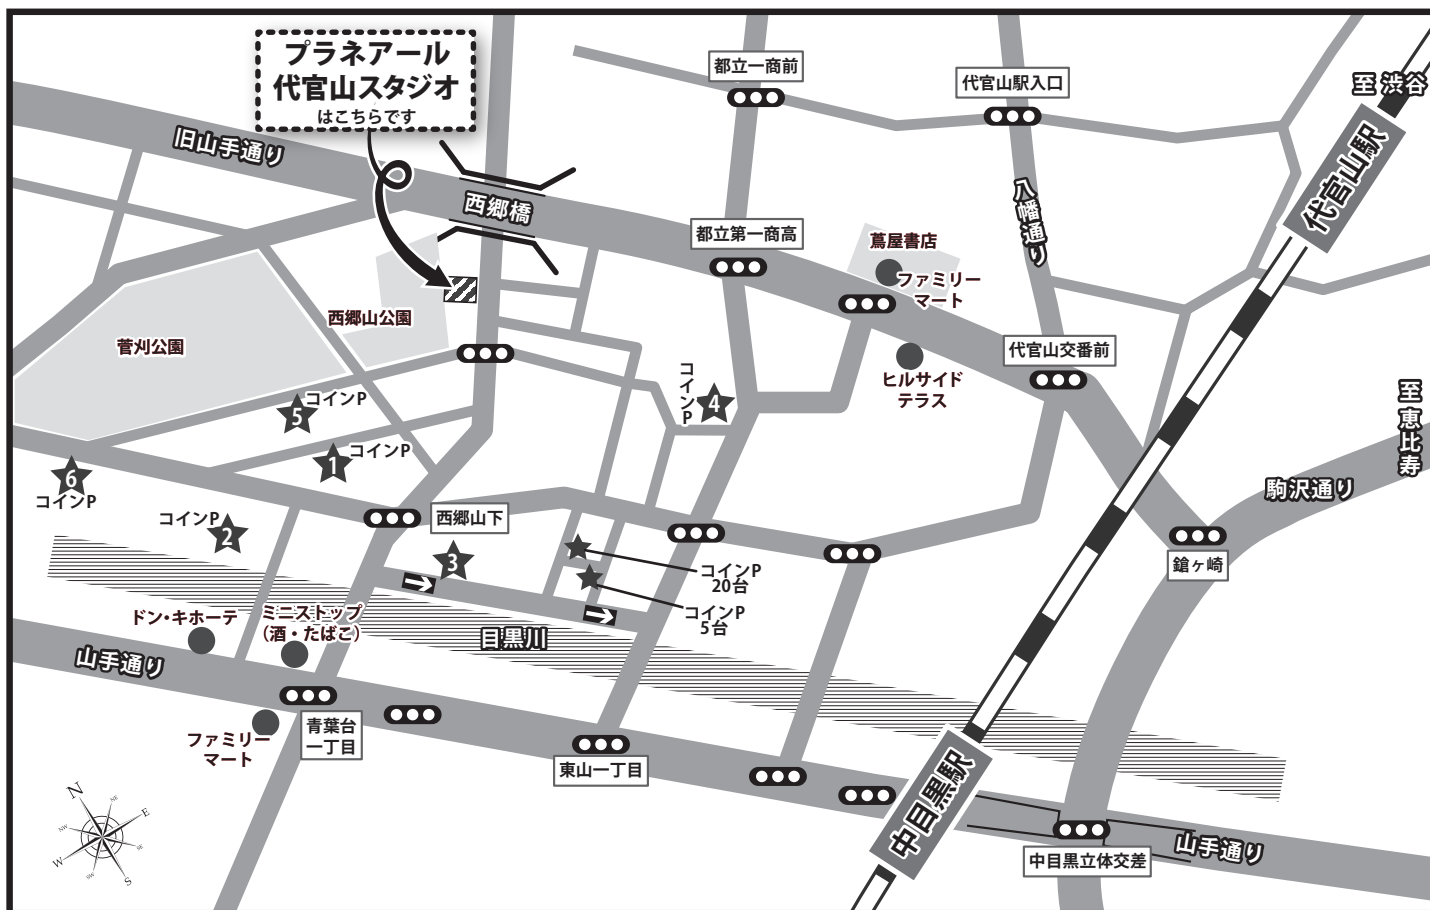 プラネアール
代官山スタジオ
はこちらです
都立一商前
代官山駅入口
至 渋谷
旧山手通り
代官山駅
西郷橋
八幡通り
都立第一商高
蔦屋書店
ファミリー
マート
西郷山公園
菅刈公園
代官山交番前
ヒルサイド
テラス
至 恵比寿
コインP
4
コインP
5
コインP
1
6
コインP
コインP
2
駒沢通り
西郷山下
3
鎗ヶ崎
コインP
20台
コインP
5台
ドン・キホーテ
ミニストップ
（酒・たばこ）
目黒川
山手通り
青葉台
一丁目
ファミリー
マート
東山一丁目
中目黒駅
山手通り
中目黒立体交差
N
NE
E
SE
S
SW
W
NW